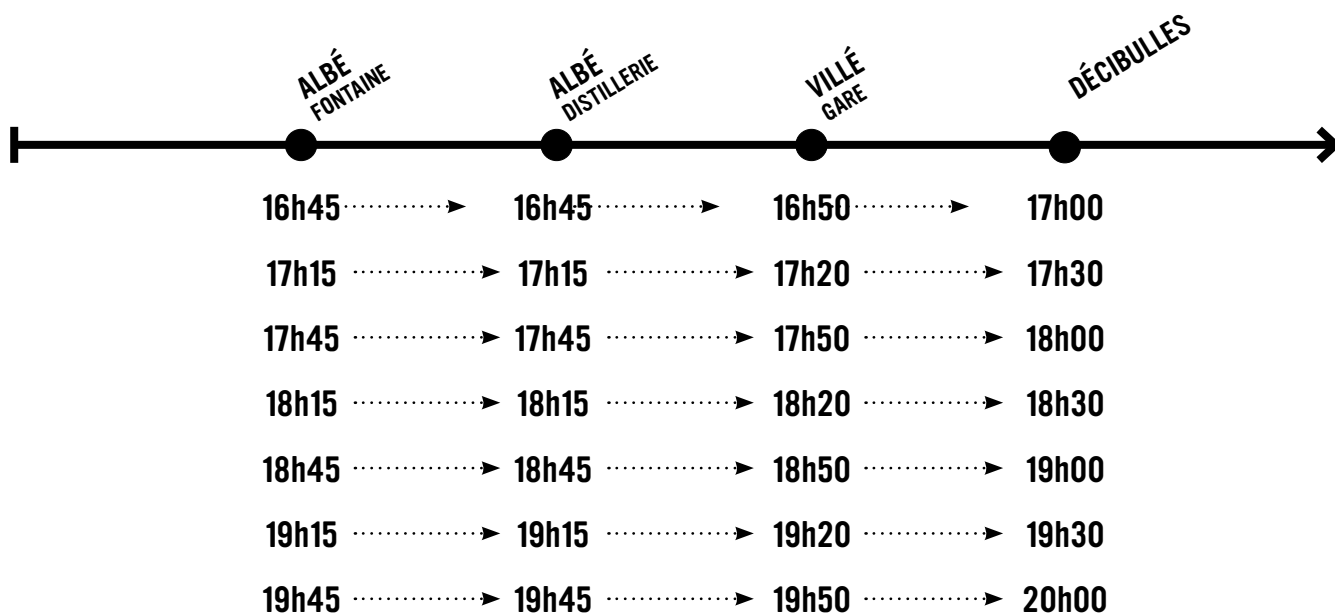 ALBÉ
FONTAINE
ALBÉ
DISTILLERIE
VILLÉ
GARE
DÉCIBULLES
16h45 16h45 16h50 17h00
17h15 17h15 17h20 17h30
17h45 17h45 17h50 18h00
18h15 18h15 18h20 18h30
18h45 18h45 18h50 19h00
19h15 19h15 19h20 19h30
19h45 19h45 19h50 20h00